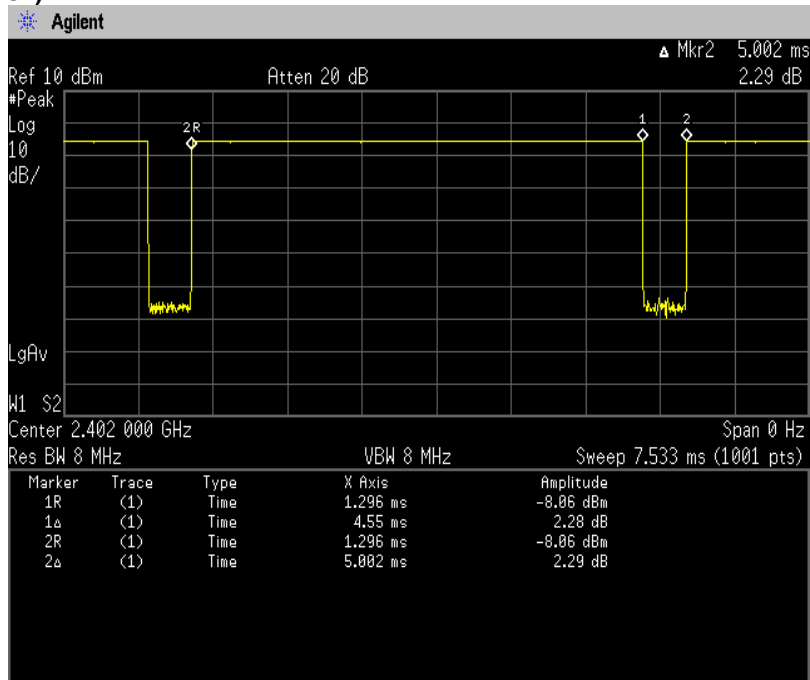 Agilent
Δ Mkr2 5.002 ms
Ref 10 dBm Atten 20 dB 2.29 dB
#Peak
Log
10
dB/
2R
1 2
LgAv
W1 S2
Center 2.402 000 GHz Span 0 Hz
Res BW 8 MHz VBW 8 MHz Sweep 7.533 ms (1001 pts)
Marker Trace Type X Axis Amplitude
1R (1) Time 1.296 ms -8.06 dBm
1Δ (1) Time 4.55 ms 2.28 dB
2R (1) Time 1.296 ms -8.06 dBm
2Δ (1) Time 5.002 ms 2.29 dB